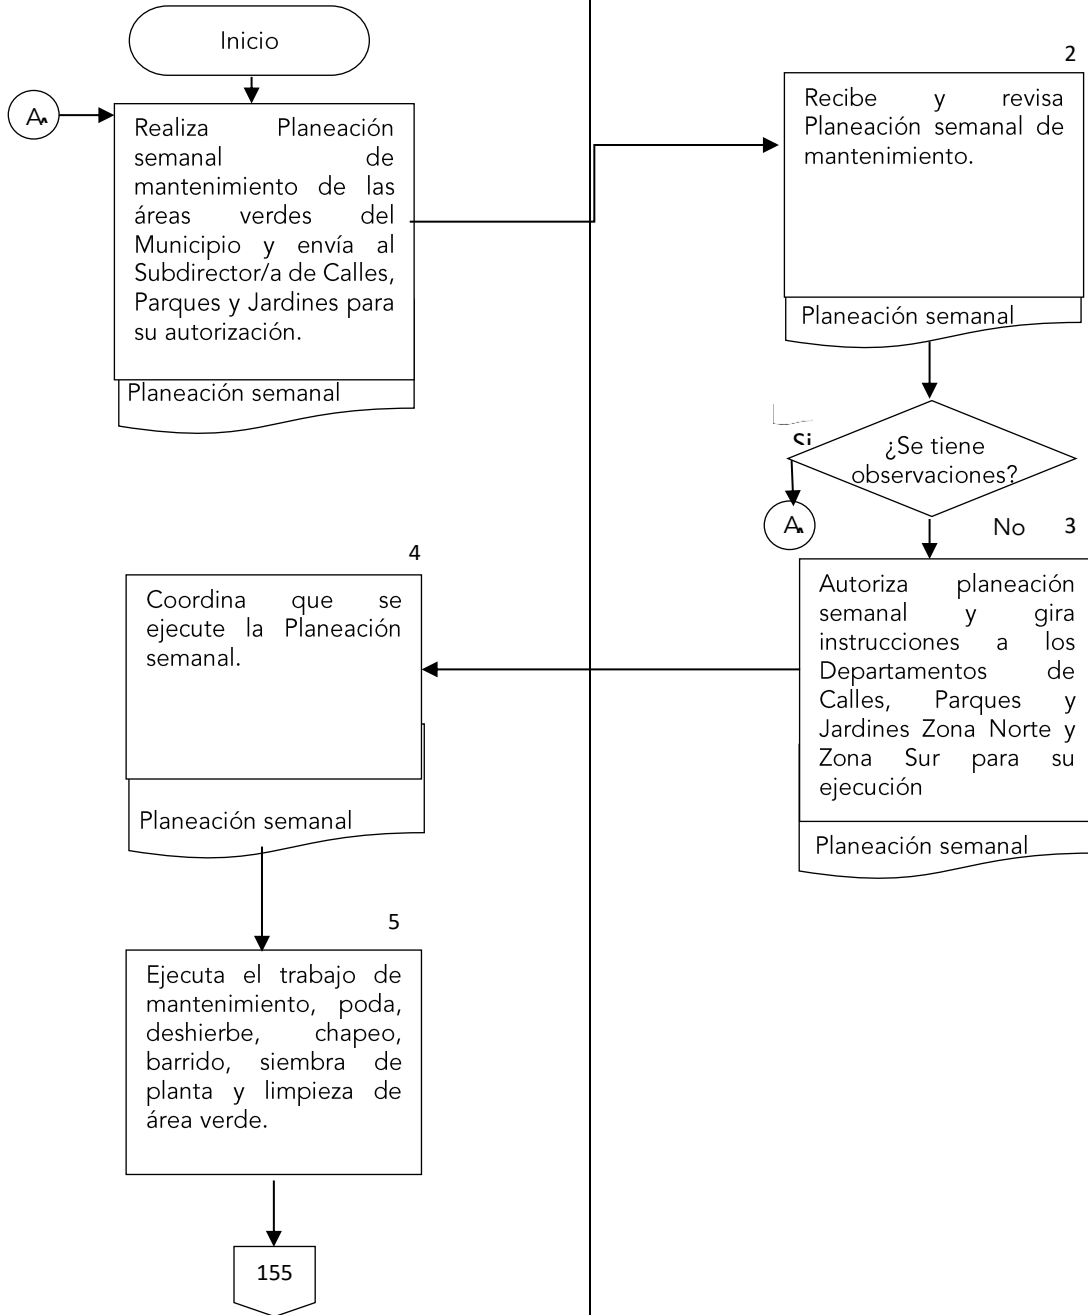 Inicio
A
Realiza Planeación
semanal de
mantenimiento de las
áreas verdes del
Municipio y envía al
Subdirector/a de Calles,
Parques y Jardines para
su autorización.
Planeación semanal
2
Recibe y revisa
Planeación semanal de
mantenimiento.
Planeación semanal
¿Se tiene
observaciones?
Si
A
No
3
Autoriza planeación
semanal y gira
instrucciones a los
Departamentos de
Calles, Parques y
Jardines Zona Norte y
Zona Sur para su
ejecución
Planeación semanal
4
Coordina que se
ejecute la Planeación
semanal.
Planeación semanal
5
Ejecuta el trabajo de
mantenimiento, poda,
deshierbe, chapeo,
barrido, siembra de
planta y limpieza de
área verde.
155